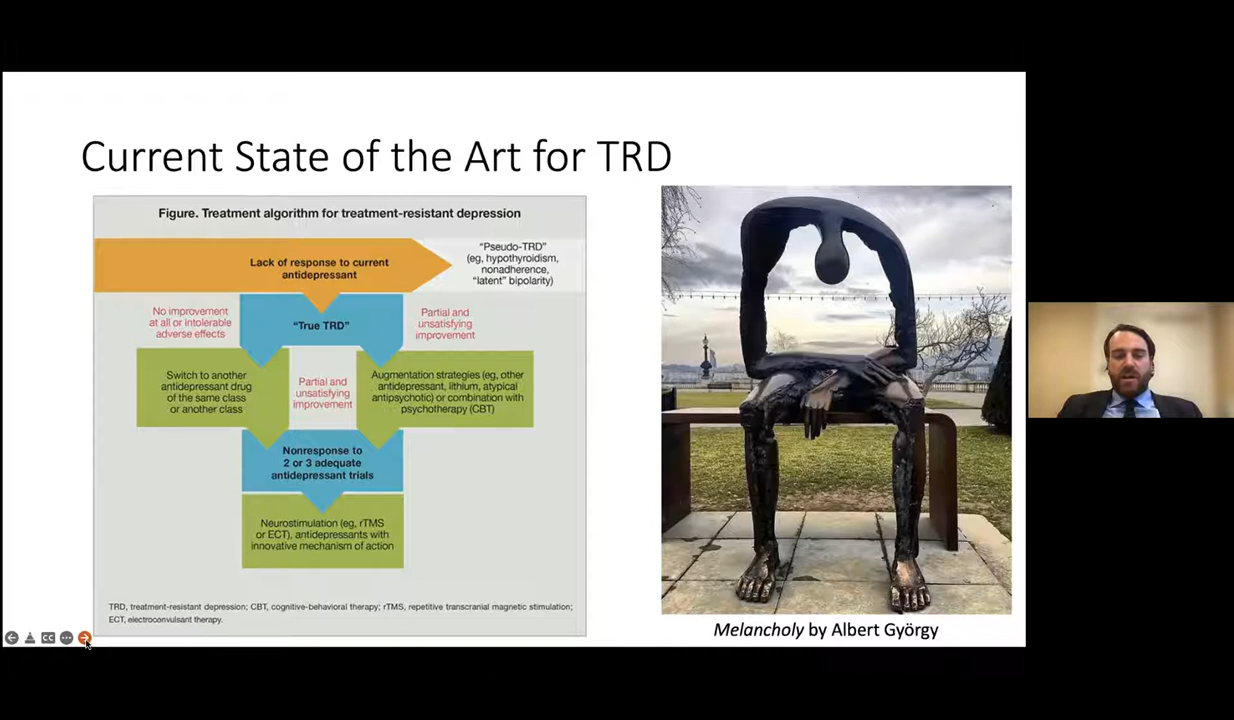 Current State of the Art for TRD
Figure. Treatment algorithm for treatment-resistant depression
Lack of response to current
antidepressant
“Pseudo-TRD”
(eg, hypothyroidism,
nonadherence,
“latent” bipolarity)
No improvement
at all or intolerable
adverse effects
“True TRD”
Partial and
unsatisfying
improvement
Switch to another
antidepressant drug
of the same class
or another class
Partial and
unsatisfying
improvement
Augmentation strategies (eg, other
antidepressant, lithium, atypical
antipsychotic) or combination with
psychotherapy (CBT)
Nonresponse to
2 or 3 adequate
antidepressant trials
Neurostimulation (eg, rTMS
or ECT), antidepressants with
innovative mechanism of action
TRD, treatment-resistant depression; CBT, cognitive-behavioral therapy; rTMS, repetitive transcranial magnetic stimulation;
ECT, electroconvulsant therapy.
Melancholy by Albert György
CC